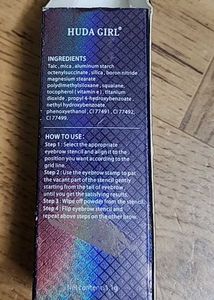 HUDA GIRL®
INGREDIENTS
Talc , mica , aluminum starch
octenylsuccinate , silica , boron nitride
magnesium stearate
polydimethylsiloxane , squalane,
tocopherol ( vitamin e ) , titanium
dioxide , propyl 4-hydroxybenzoate ,
methyl hydroxybenzoate,
phenoxyethanol , CI 77491 , CI 77492,
CI 77499.
HOW TO USE :
Step 1 : Select the appropriate
eyebrow stencil and align it to the
position you want according to the
grid line.
Step 2 : Use the eyebrow stamp to pat
the vacant part of the stencil gently
starting from the tail of eyebrow
until you get the satisfying results.
Step 3 : Wipe off powder from the stencil.
Step 4 : Flip eyebrow stencil and
repeat above steps on the other brow.
Net content: